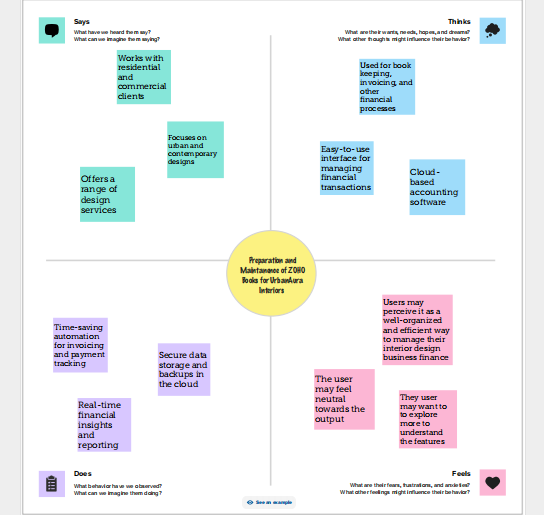 Says
What have we heard them say?
What can we imagine them saying?
Works with
residential
and
commercial
clients
Focuses on
urban and
contemporary
designs
Offers a
range of
design
services
Thinks
What are their wants, needs, hopes, and dreams?
What other thoughts might influence their behavior?
Used for book
keeping,
invoicing, and
other
financial
processes
Easy-to-use
interface for
managing
financial
transactions
Cloud-
based
accounting
software
Preparation and
Maintanance of ZOHO
Books for UrbanAura
Interiors
Time-saving
automation
for invoicing
and payment
tracking
Secure data
storage and
backups in
the cloud
Real-time
financial
insights
and
reporting
Does
What behavior have we observed?
What can we imagine them doing?
Users may
perceive it as a
well-organized
and efficient way
to manage their
interior design
business finance
The user
may feel
neutral
towards the
output
They user
may want to
to explore
more to
understand
the features
Feels
What are their fears, frustrations, and anxieties?
What other feelings might influence their behavior?
See an example